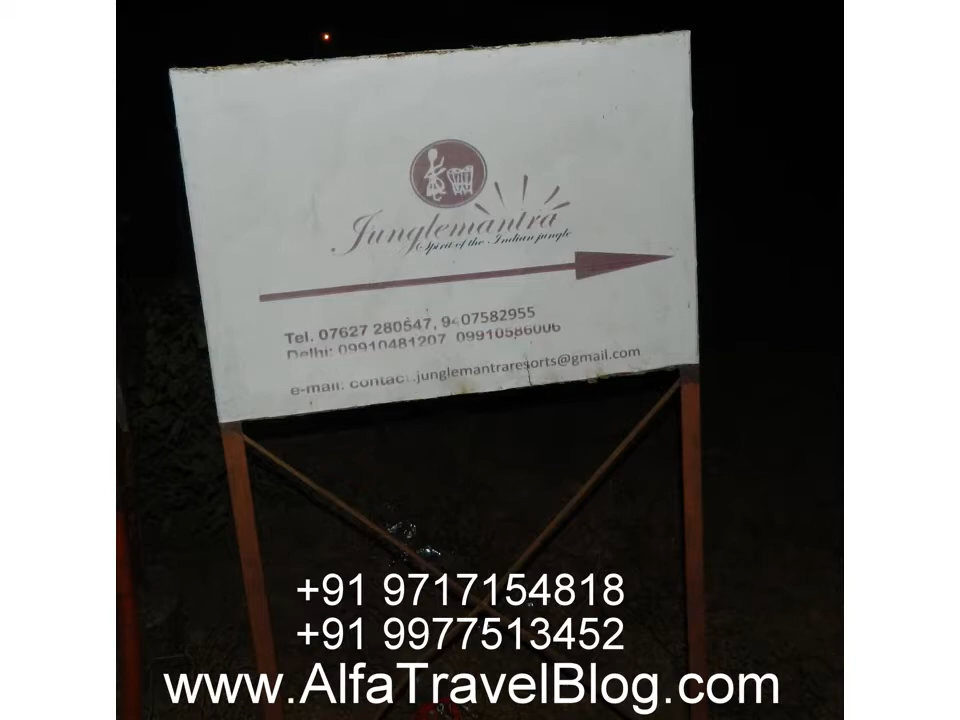 Junglemantra
Spirit of the Indian jungle
Tel. 07627 280547, 9407582955
Delhi: 09910481207 09910586006
e-mail: contact.junglemantraresorts@gmail.com
+91 9717154818
+91 9977513452
www.AlfaTravelBlog.com